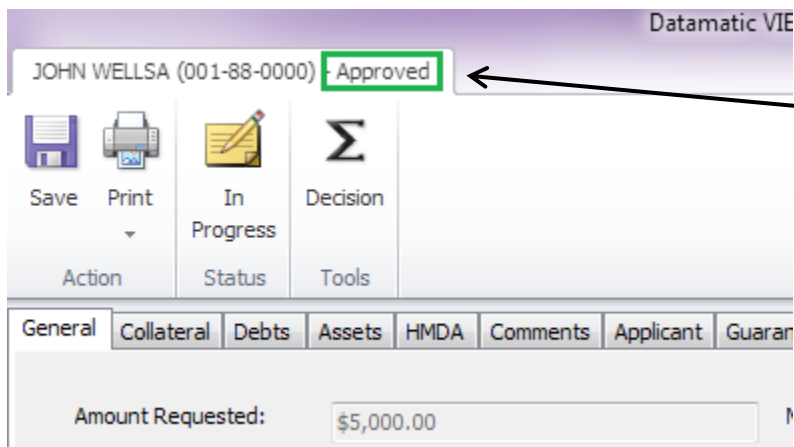 Datamatic VIE
JOHN WELLSA (001-88-0000) - Approved
Save Print In Progress Decision
Action Status Tools
General Collateral Debts Assets HMDA Comments Applicant Guaran
Amount Requested: $5,000.00